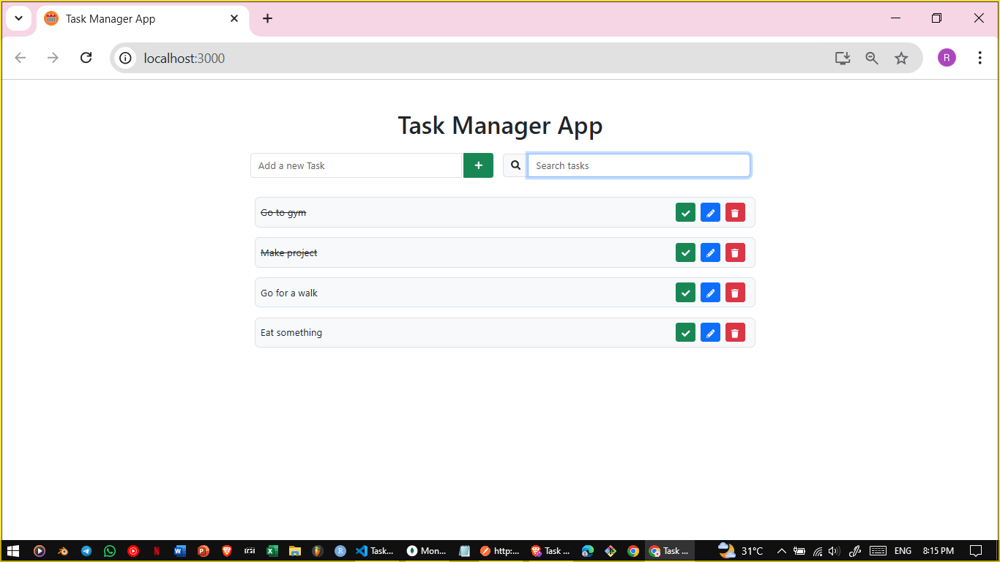 Task Manager App
localhost:3000
R
Task Manager App
Add a new Task
Search tasks
Go to gym
Make project
Go for a walk
Eat something
Task...
Mon...
http:...
Task ...
Task ...
31°C
ENG
8:15 PM